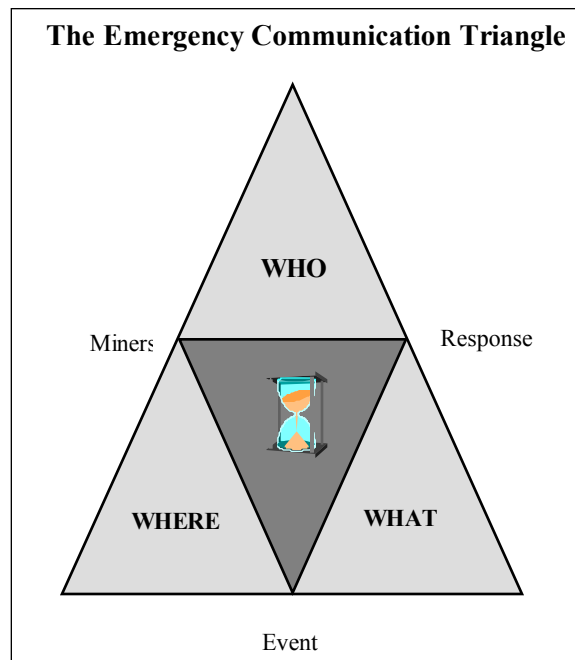 The Emergency Communication Triangle
WHO
Miners
Response
WHERE
WHAT
Event